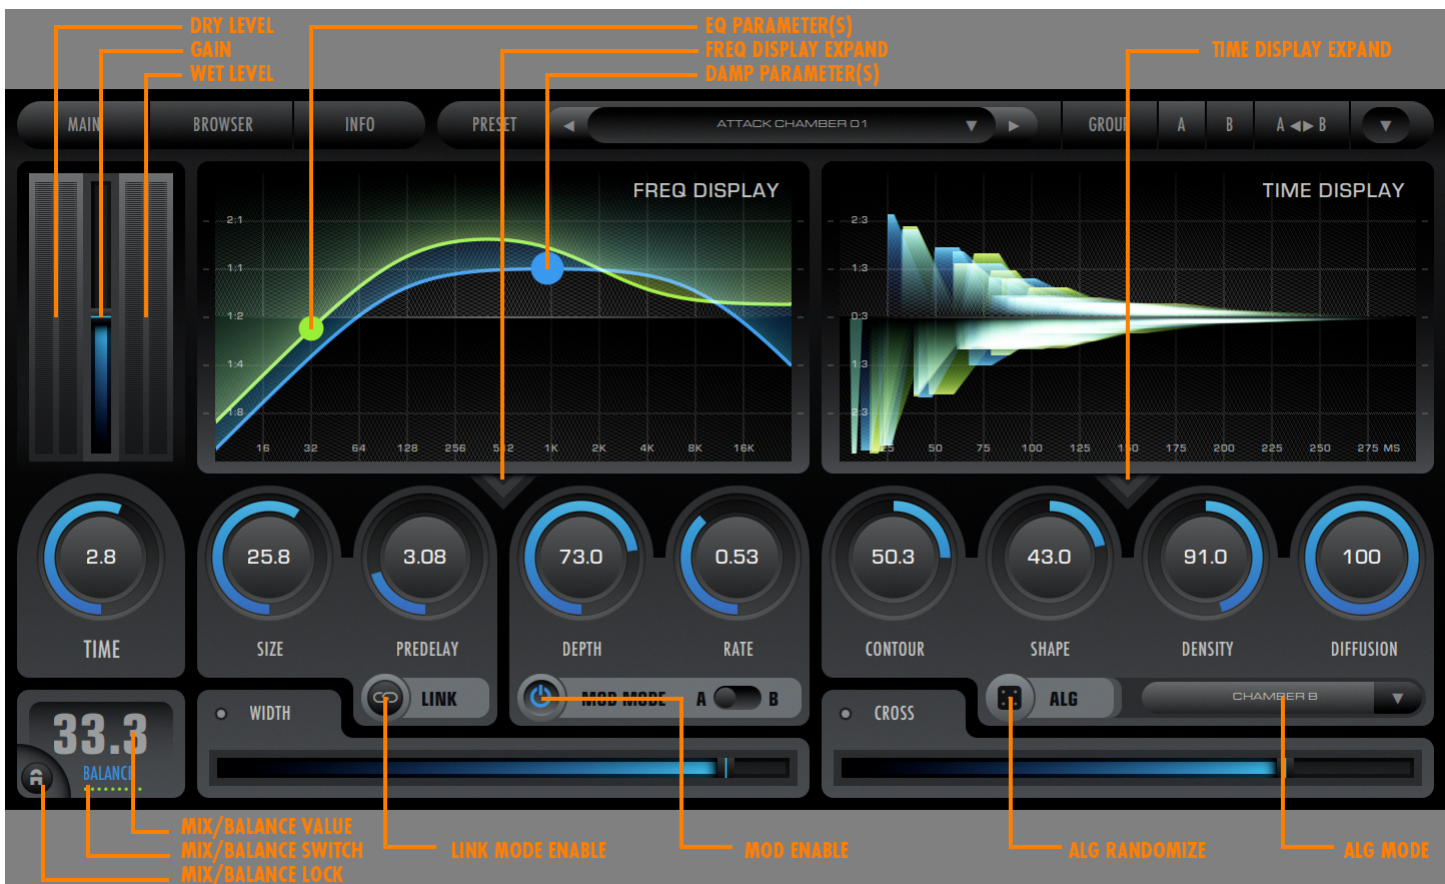 DRY LEVEL
GAIN
WET LEVEL
EQ PARAMETER(S)
FREQ DISPLAY EXPAND
DAMP PARAMETER(S)
TIME DISPLAY EXPAND
MAIN
BROWSER
INFO
PRESET
ATTACK CHAMBER 01
GROUP
A
B
A ◀▶ B
FREQ DISPLAY
2:1
1:1
1:2
1:4
1:8
16 32 64 128 256 512 1K 2K 4K 8K 16K
TIME DISPLAY
2:3
1:3
0:3
1:3
2:3
25 50 75 100 125 150 175 200 225 250 275 MS
2.8
TIME
25.8
SIZE
3.08
PREDELAY
73.0
DEPTH
0.53
RATE
50.3
CONTOUR
43.0
SHAPE
91.0
DENSITY
100
DIFFUSION
LINK
MOD MODE
A
B
ALG
CHAMBER B
WIDTH
CROSS
33.3
BALANCE
MIX/BALANCE VALUE
MIX/BALANCE SWITCH
MIX/BALANCE LOCK
LINK MODE ENABLE
MOD ENABLE
ALG RANDOMIZE
ALG MODE